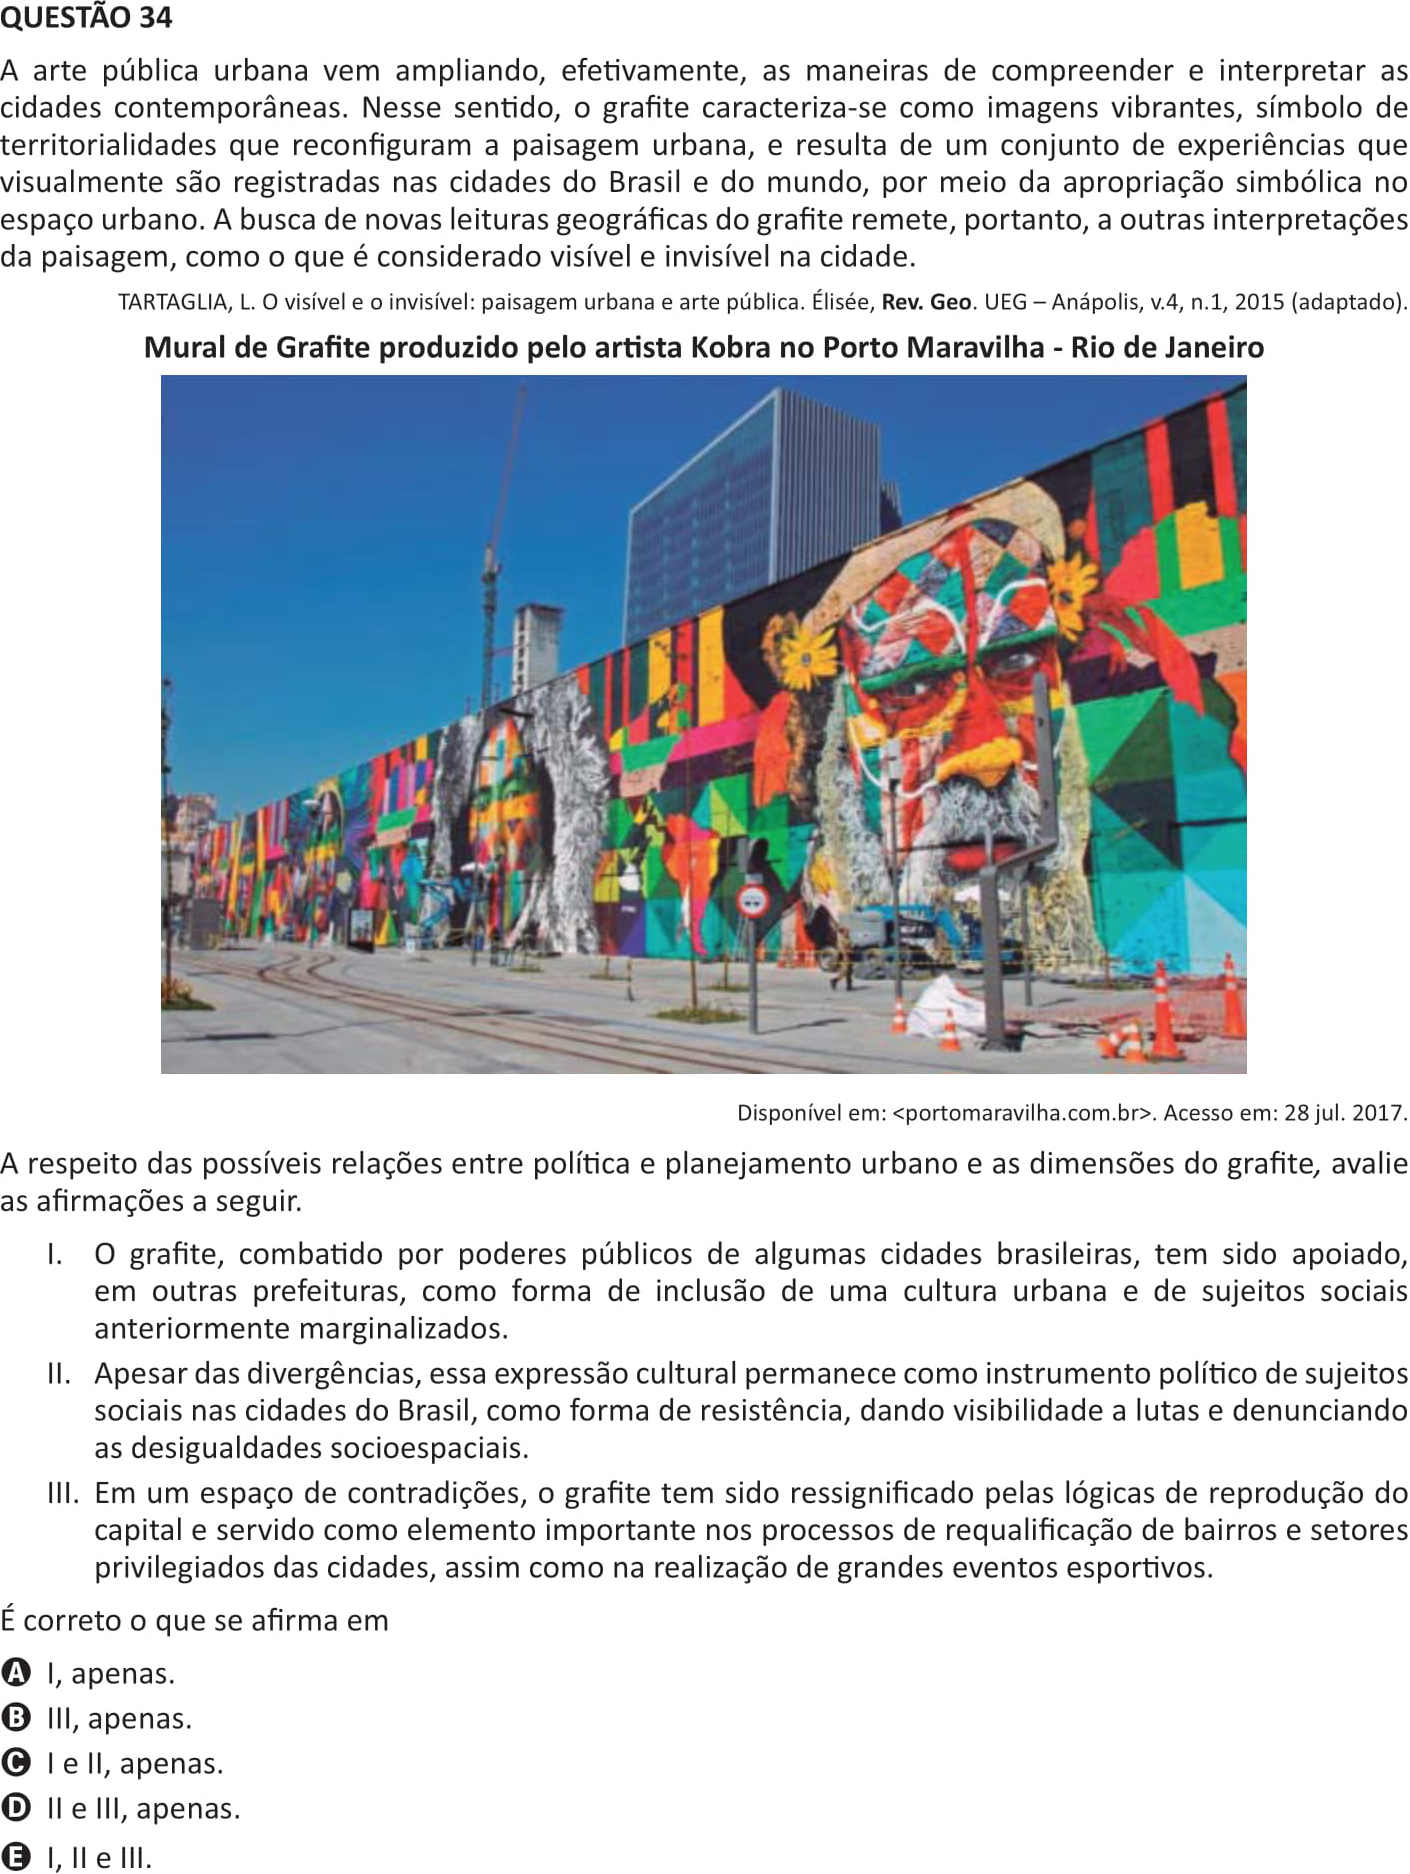 QUESTÃO 34
A arte pública urbana vem ampliando, efetivamente, as maneiras de compreender e interpretar as
cidades contemporâneas. Nesse sentido, o grafite caracteriza-se como imagens vibrantes, símbolo de
territorialidades que reconfiguram a paisagem urbana, e resulta de um conjunto de experiências que
visualmente são registradas nas cidades do Brasil e do mundo, por meio da apropriação simbólica no
espaço urbano. A busca de novas leituras geográficas do grafite remete, portanto, a outras interpretações
da paisagem, como o que é considerado visível e invisível na cidade.
TARTAGLIA, L. O visível e o invisível: paisagem urbana e arte pública. Élisée, Rev. Geo. UEG – Anápolis, v.4, n.1, 2015 (adaptado).
Mural de Grafite produzido pelo artista Kobra no Porto Maravilha - Rio de Janeiro
Disponível em: <portomaravilha.com.br>. Acesso em: 28 jul. 2017.
A respeito das possíveis relações entre política e planejamento urbano e as dimensões do grafite, avalie
as afirmações a seguir.
I. O grafite, combatido por poderes públicos de algumas cidades brasileiras, tem sido apoiado,
em outras prefeituras, como forma de inclusão de uma cultura urbana e de sujeitos sociais
anteriormente marginalizados.
II. Apesar das divergências, essa expressão cultural permanece como instrumento político de sujeitos
sociais nas cidades do Brasil, como forma de resistência, dando visibilidade a lutas e denunciando
as desigualdades socioespaciais.
III. Em um espaço de contradições, o grafite tem sido ressignificado pelas lógicas de reprodução do
capital e servido como elemento importante nos processos de requalificação de bairros e setores
privilegiados das cidades, assim como na realização de grandes eventos esportivos.
É correto o que se afirma em
A I, apenas.
B III, apenas.
C I e II, apenas.
D II e III, apenas.
E I, II e III.